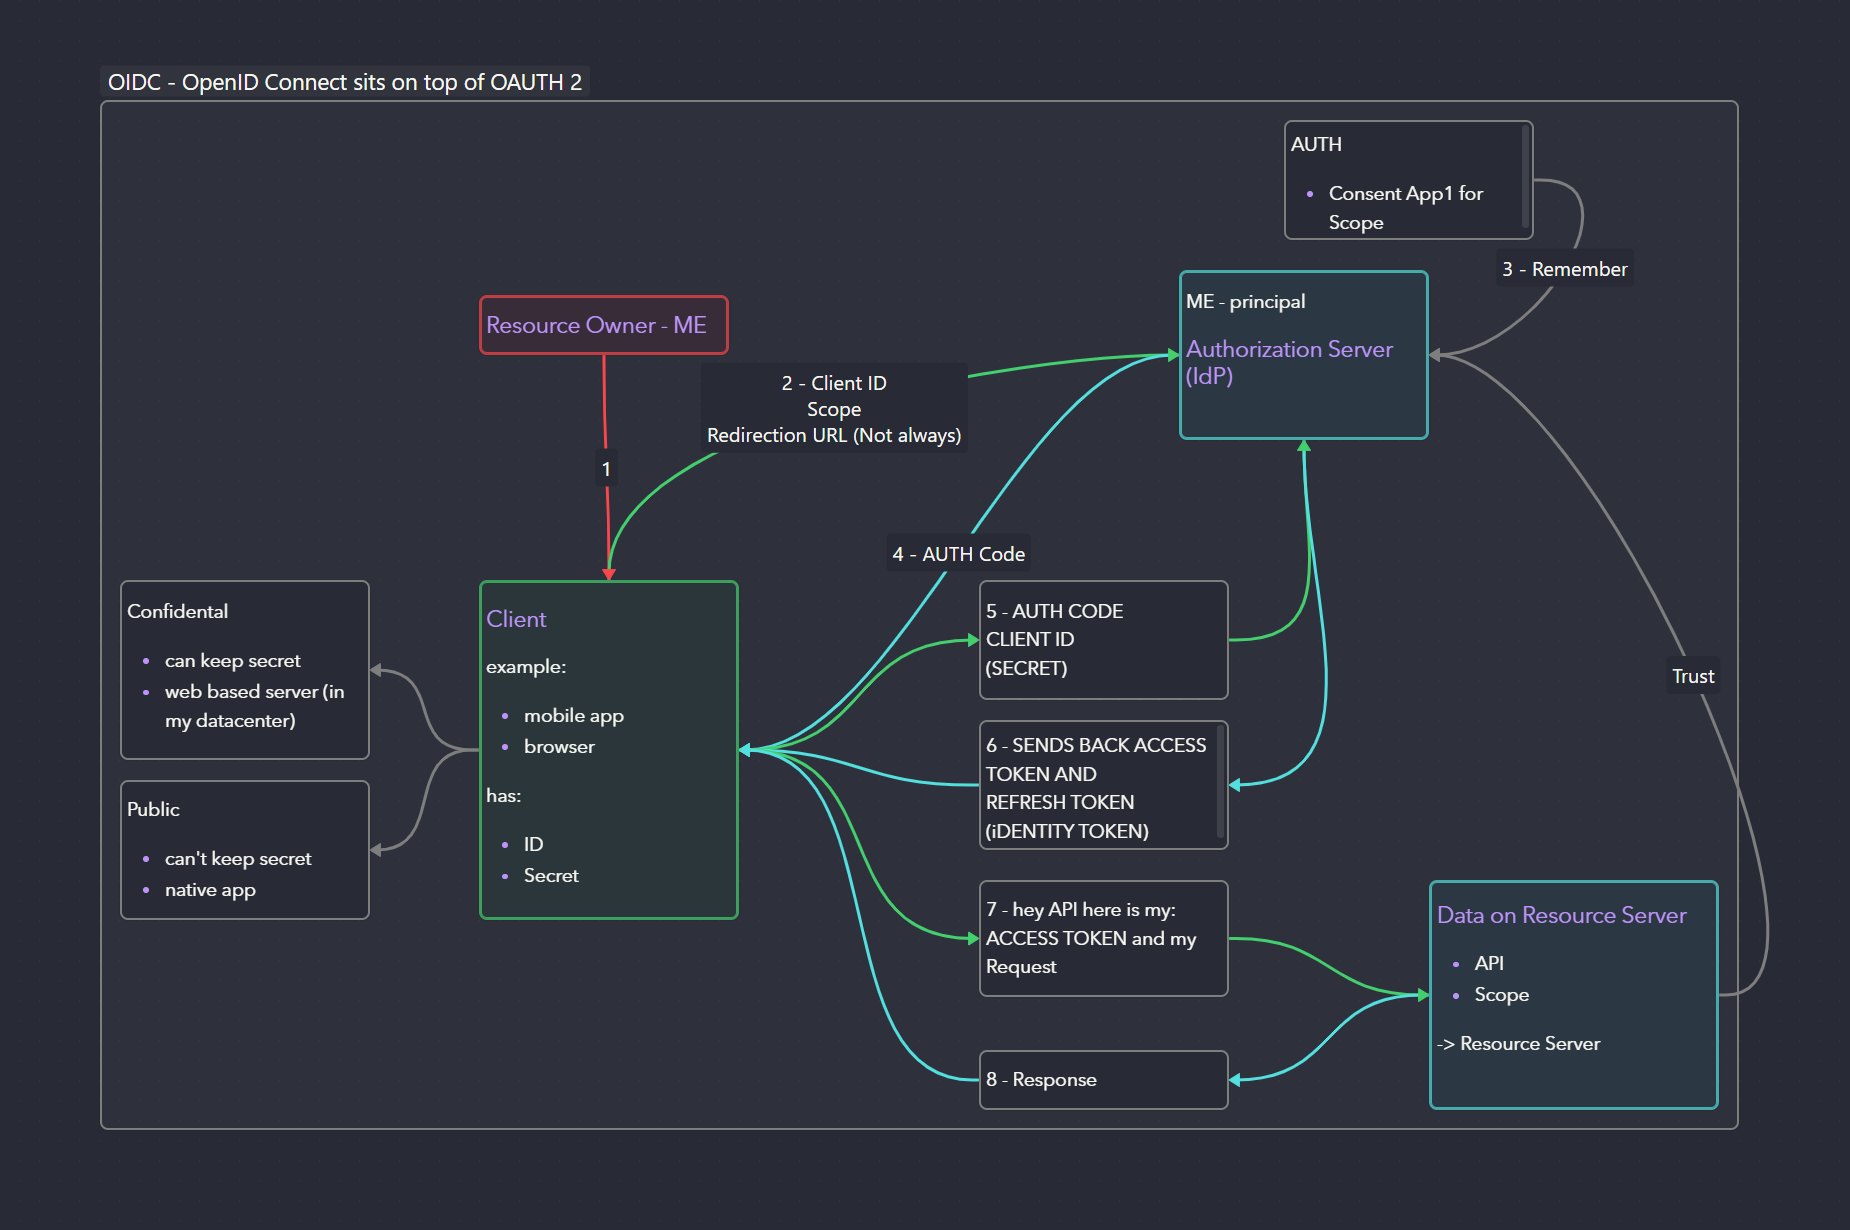 OIDC - OpenID Connect sits on top of OAUTH 2
AUTH
Consent App1 for
Scope
3 - Remember
ME - principal
Authorization Server
(IdP)
Resource Owner - ME
2 - Client ID
Scope
Redirection URL (Not always)
1
4 - AUTH Code
Confidental
can keep secret
web based server (in
my datacenter)
Public
can't keep secret
native app
Client
example:
mobile app
browser
has:
ID
Secret
5 - AUTH CODE
CLIENT ID
(SECRET)
6 - SENDS BACK ACCESS
TOKEN AND
REFRESH TOKEN
(iDENTITY TOKEN)
Trust
7 - hey API here is my:
ACCESS TOKEN and my
Request
Data on Resource Server
API
Scope
-> Resource Server
8 - Response